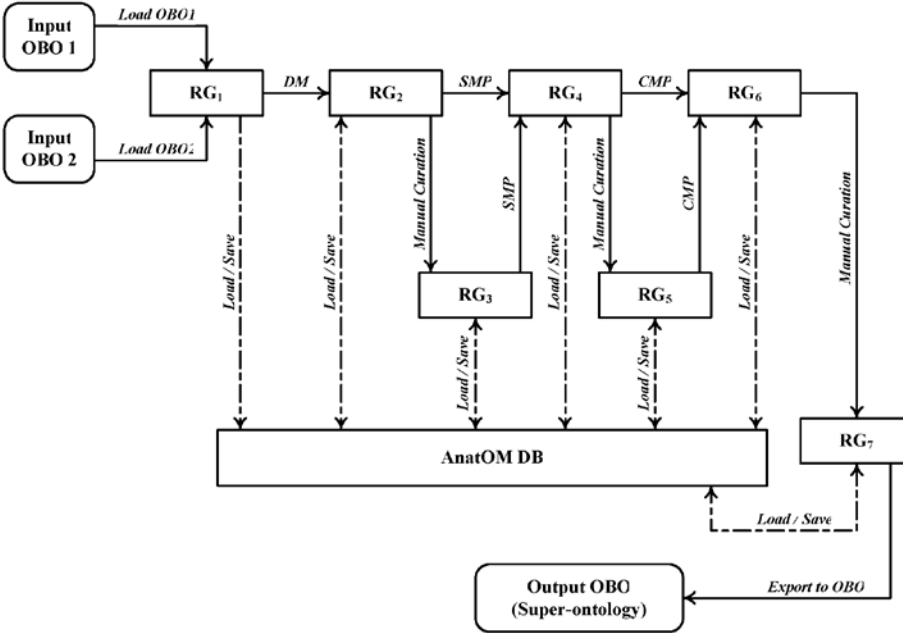 Input
OBO 1
Load OBO1
RG1
DM
RG2
SMP
RG4
CMP
RG6
Input
OBO 2
Load OBO2
Manual Curation
SMP
Manual Curation
CMP
Manual Curation
Load / Save
Load / Save
Load / Save
Load / Save
RG3
RG5
Load / Save
Load / Save
AnatOM DB
RG7
Load / Save
Output OBO
(Super-ontology)
Export to OBO